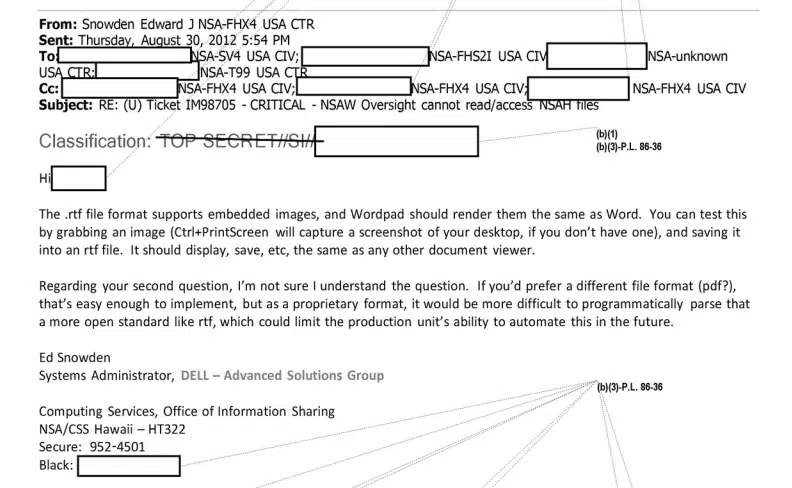 From: Snowden Edward J NSA-FHX4 USA CTR
Sent: Thursday, August 30, 2012 5:54 PM
To: NSA-SV4 USA CIV; NSA-FHS2I USA CIV NSA-unknown
USA CTR; NSA-T99 USA CTR
Cc: NSA-FHX4 USA CIV; NSA-FHX4 USA CIV; NSA-FHX4 USA CIV
Subject: RE: (U) Ticket IM98705 - CRITICAL - NSAW Oversight cannot read/access NSAH files
Classification: TOP SECRET//SI//
(b)(1)
(b)(3)-P.L. 86-36
Hi
The .rtf file format supports embedded images, and Wordpad should render them the same as Word. You can test this
by grabbing an image (Ctrl+PrintScreen will capture a screenshot of your desktop, if you don't have one), and saving it
into an rtf file. It should display, save, etc, the same as any other document viewer.
Regarding your second question, I'm not sure I understand the question. If you'd prefer a different file format (pdf?),
that's easy enough to implement, but as a proprietary format, it would be more difficult to programmatically parse that
a more open standard like rtf, which could limit the production unit's ability to automate this in the future.
Ed Snowden
Systems Administrator, DELL – Advanced Solutions Group
(b)(3)-P.L. 86-36
Computing Services, Office of Information Sharing
NSA/CSS Hawaii – HT322
Secure: 952-4501
Black: